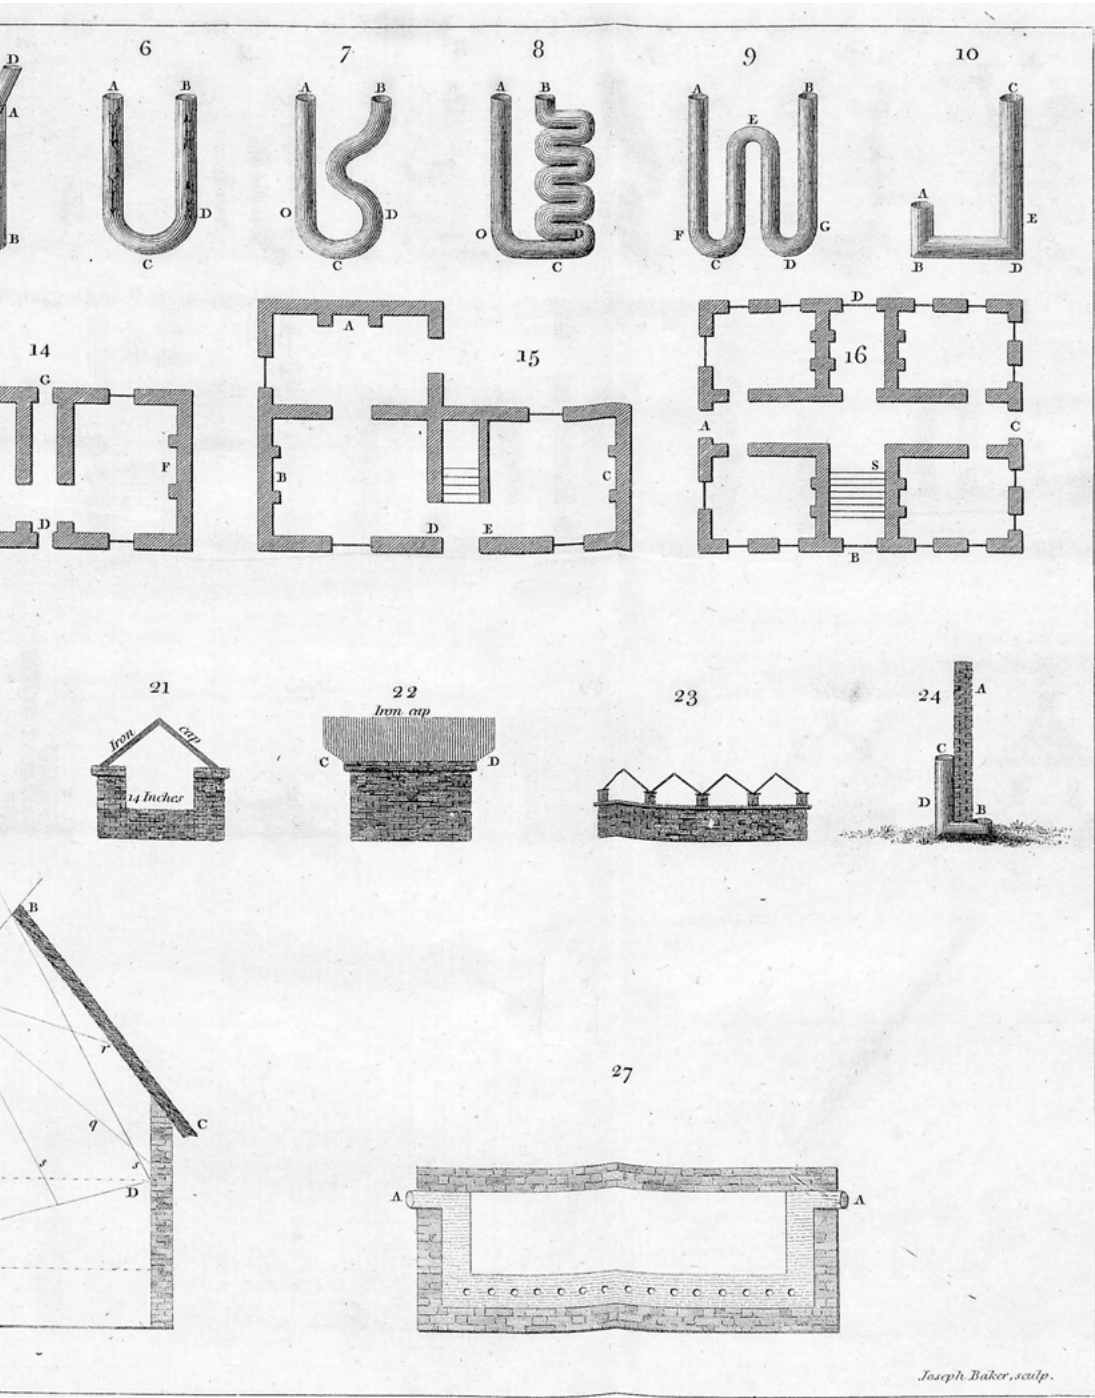 6 7 8 9 10
D
A B A B A B A B C
A
E
A
O D O D F G E
D
B
C C C C D B D
14 15 16
G A D
A C
F B C S
D D E B
21 22 23 24
Iron cap
Iron cap
A
C D C
14 Inches
D B
B
r
C
q
s s
D
27
A A
Joseph Baker, sculp.